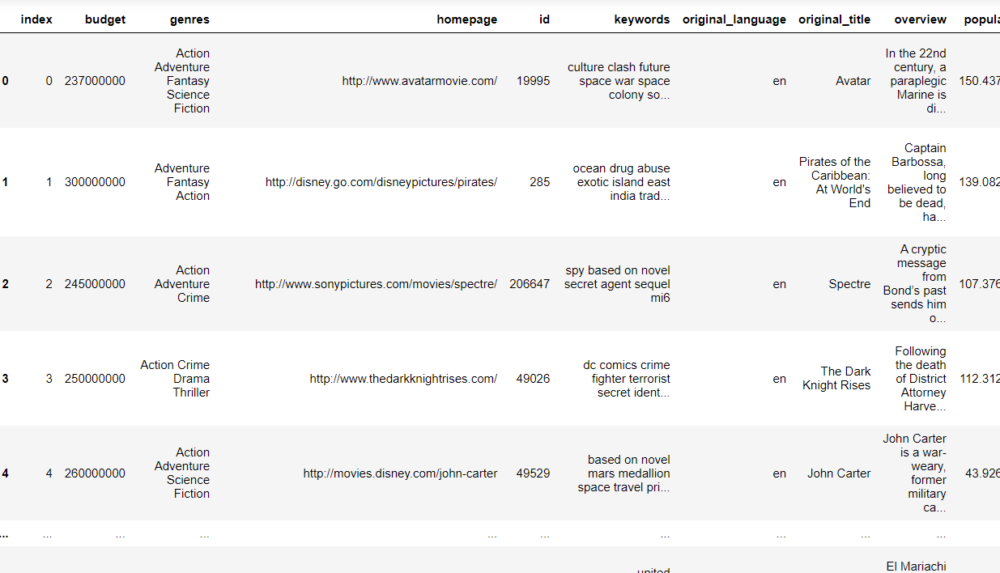 index budget genres homepage id keywords original_language original_title overview popula
0
0
237000000
Action
Adventure
Fantasy
Science
Fiction
http://www.avatarmovie.com/
19995
culture clash future
space war space
colony so...
en
Avatar
In the 22nd
century, a
paraplegic
Marine is
di...
150.437
1
1
300000000
Adventure
Fantasy
Action
http://disney.go.com/disneypictures/pirates/
285
ocean drug abuse
exotic island east
india trad...
en
Pirates of the
Caribbean:
At World's
End
Captain
Barbossa,
long
believed to
be dead,
ha...
139.082
2
2
245000000
Action
Adventure
Crime
http://www.sonypictures.com/movies/spectre/
206647
spy based on novel
secret agent sequel
mi6
en
Spectre
A cryptic
message
from
Bond’s past
sends him
o...
107.376
3
3
250000000
Action Crime
Drama
Thriller
http://www.thedarkknightrises.com/
49026
dc comics crime
fighter terrorist
secret ident...
en
The Dark
Knight Rises
Following
the death
of District
Attorney
Harve...
112.312
4
4
260000000
Action
Adventure
Science
Fiction
http://movies.disney.com/john-carter
49529
based on novel
mars medallion
space travel pri...
en
John Carter
John Carter
is a war-
weary,
former
military
ca...
43.926
... ... ... ... ... ... ... ... ... ...
united
El Mariachi